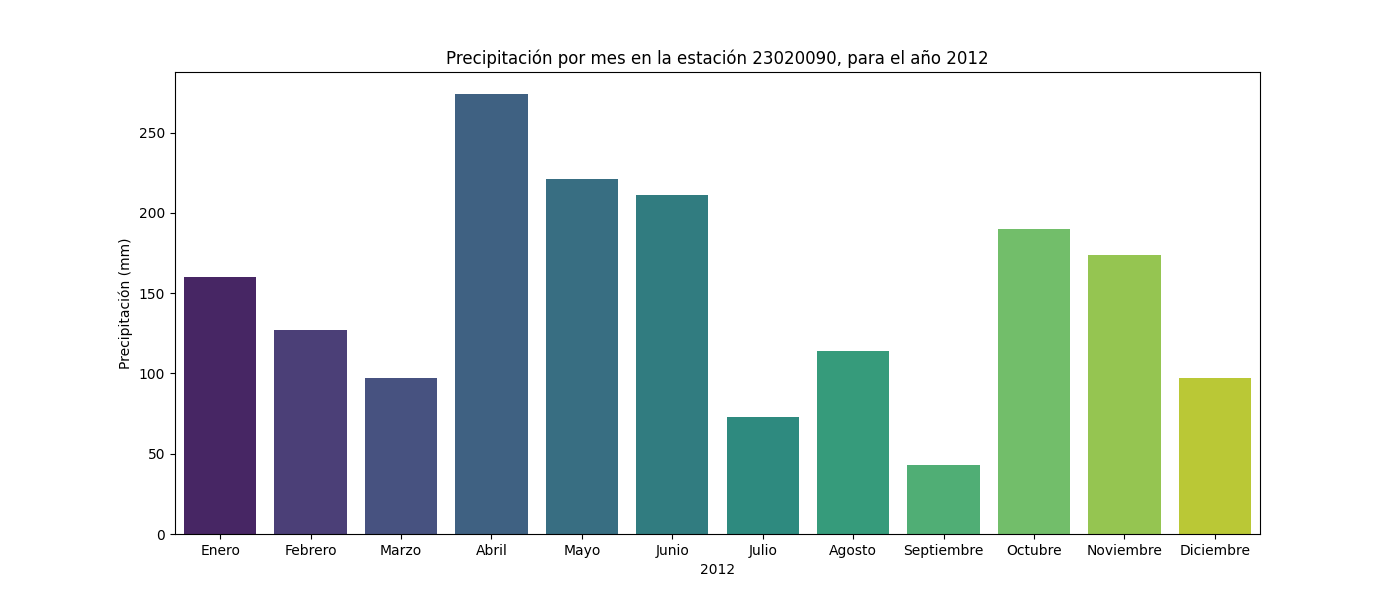 Precipitación por mes en la estación 23020090, para el año 2012
Precipitación (mm)
250
200
150
100
50
0
Enero Febrero Marzo Abril Mayo Junio Julio Agosto Septiembre Octubre Noviembre Diciembre
2012